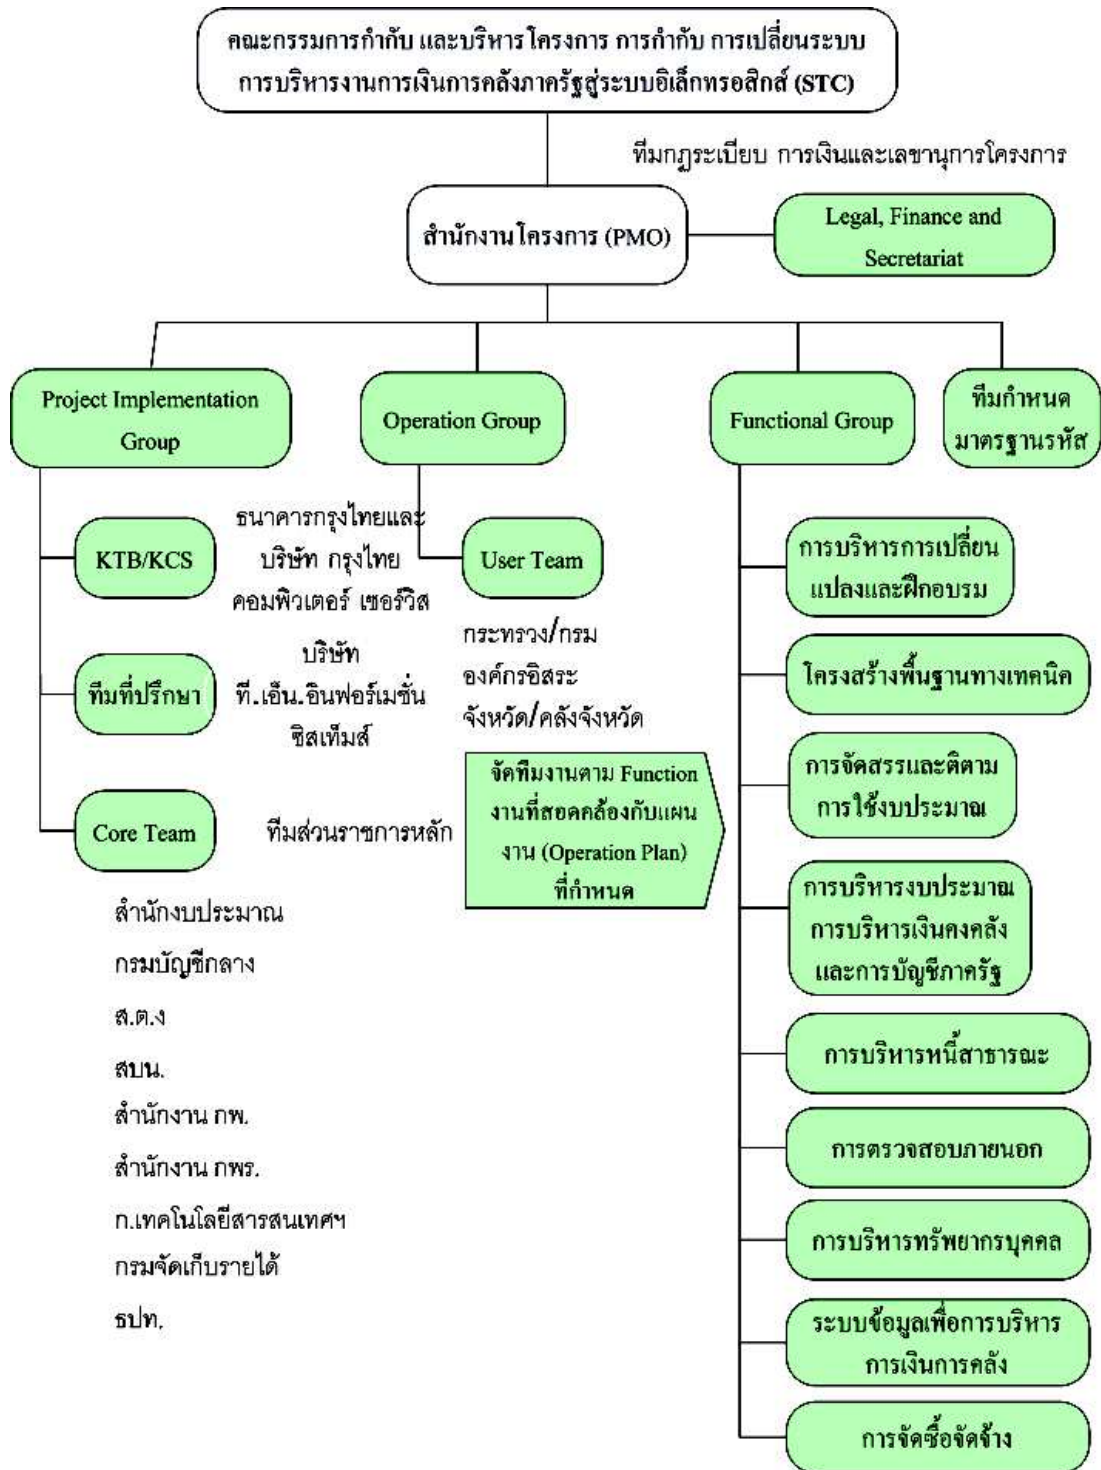 คณะกรรมการกำกับ และบริหารโครงการ การกำกับ การเปลี่ยนระบบ
การบริหารงานการเงินการคลังภาครัฐสู่ระบบอิเล็กทรอสิกส์ (STC)
ทีมกฎระเบียบ การเงินและเลขานุการโครงการ
สำนักงานโครงการ (PMO)
Legal, Finance and
Secretariat
Project Implementation
Group
Operation Group
Functional Group
ทีมกำหนด
มาตรฐานรหัส
KTB/KCS
ธนาคารกรุงไทยและ
บริษัท กรุงไทย
คอมพิวเตอร์ เซอร์วิส
ทีมที่ปรึกษา
บริษัท
ที.เอ็น.อินฟอร์เมชั่น
ซิสเท็มส์
Core Team
ทีมส่วนราชการหลัก
สำนักงบประมาณ
กรมบัญชีกลาง
ส.ต.ง
สบน.
สำนักงาน กพ.
สำนักงาน กพร.
ก.เทคโนโลยีสารสนเทศฯ
กรมจัดเก็บรายได้
ธปท.
User Team
กระทรวง/กรม
องค์กรอิสระ
จังหวัด/คลังจังหวัด
จัดทีมงานตาม Function
งานที่สอดคล้องกับแผน
งาน (Operation Plan)
ที่กำหนด
การบริหารการเปลี่ยน
แปลงและฝึกอบรม
โครงสร้างพื้นฐานทางเทคนิค
การจัดสรรและติตาม
การใช้งบประมาณ
การบริหารงบประมาณ
การบริหารเงินคงคลัง
และการบัญชีภาครัฐ
การบริหารหนี้สาธารณะ
การตรวจสอบภายนอก
การบริหารทรัพยากรบุคคล
ระบบข้อมูลเพื่อการบริหาร
การเงินการคลัง
การจัดซื้อจัดจ้าง